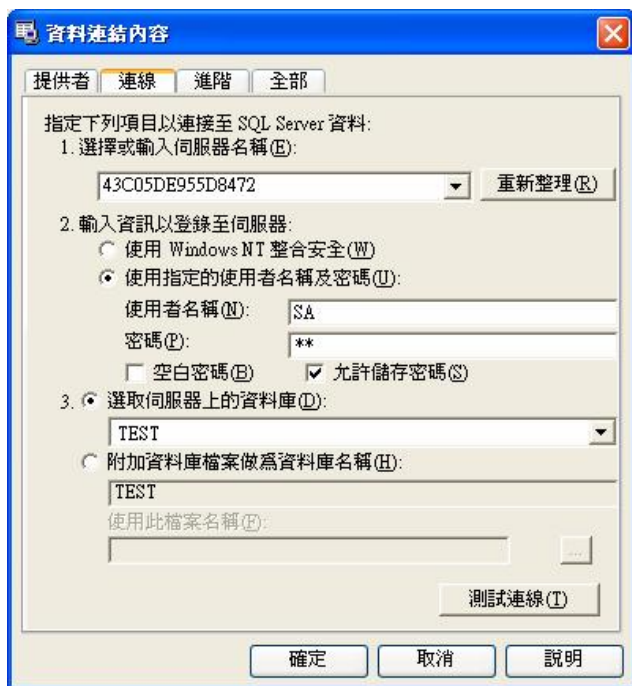 資料連結內容
提供者 連線 進階 全部
指定下列項目以連接至 SQL Server 資料:
1. 選擇或輸入伺服器名稱(E):
43C05DE955D8472 重新整理(R)
2. 輸入資訊以登錄至伺服器:
使用 Windows NT 整合安全(W)
使用指定的使用者名稱及密碼(U):
使用者名稱(N): SA
密碼(P): **
空白密碼(B) 允許儲存密碼(S)
3. 選取伺服器上的資料庫(D):
TEST
附加資料庫檔案做為資料庫名稱(H):
TEST
使用此檔案名稱(F):
...
測試連線(T)
確定 取消 說明